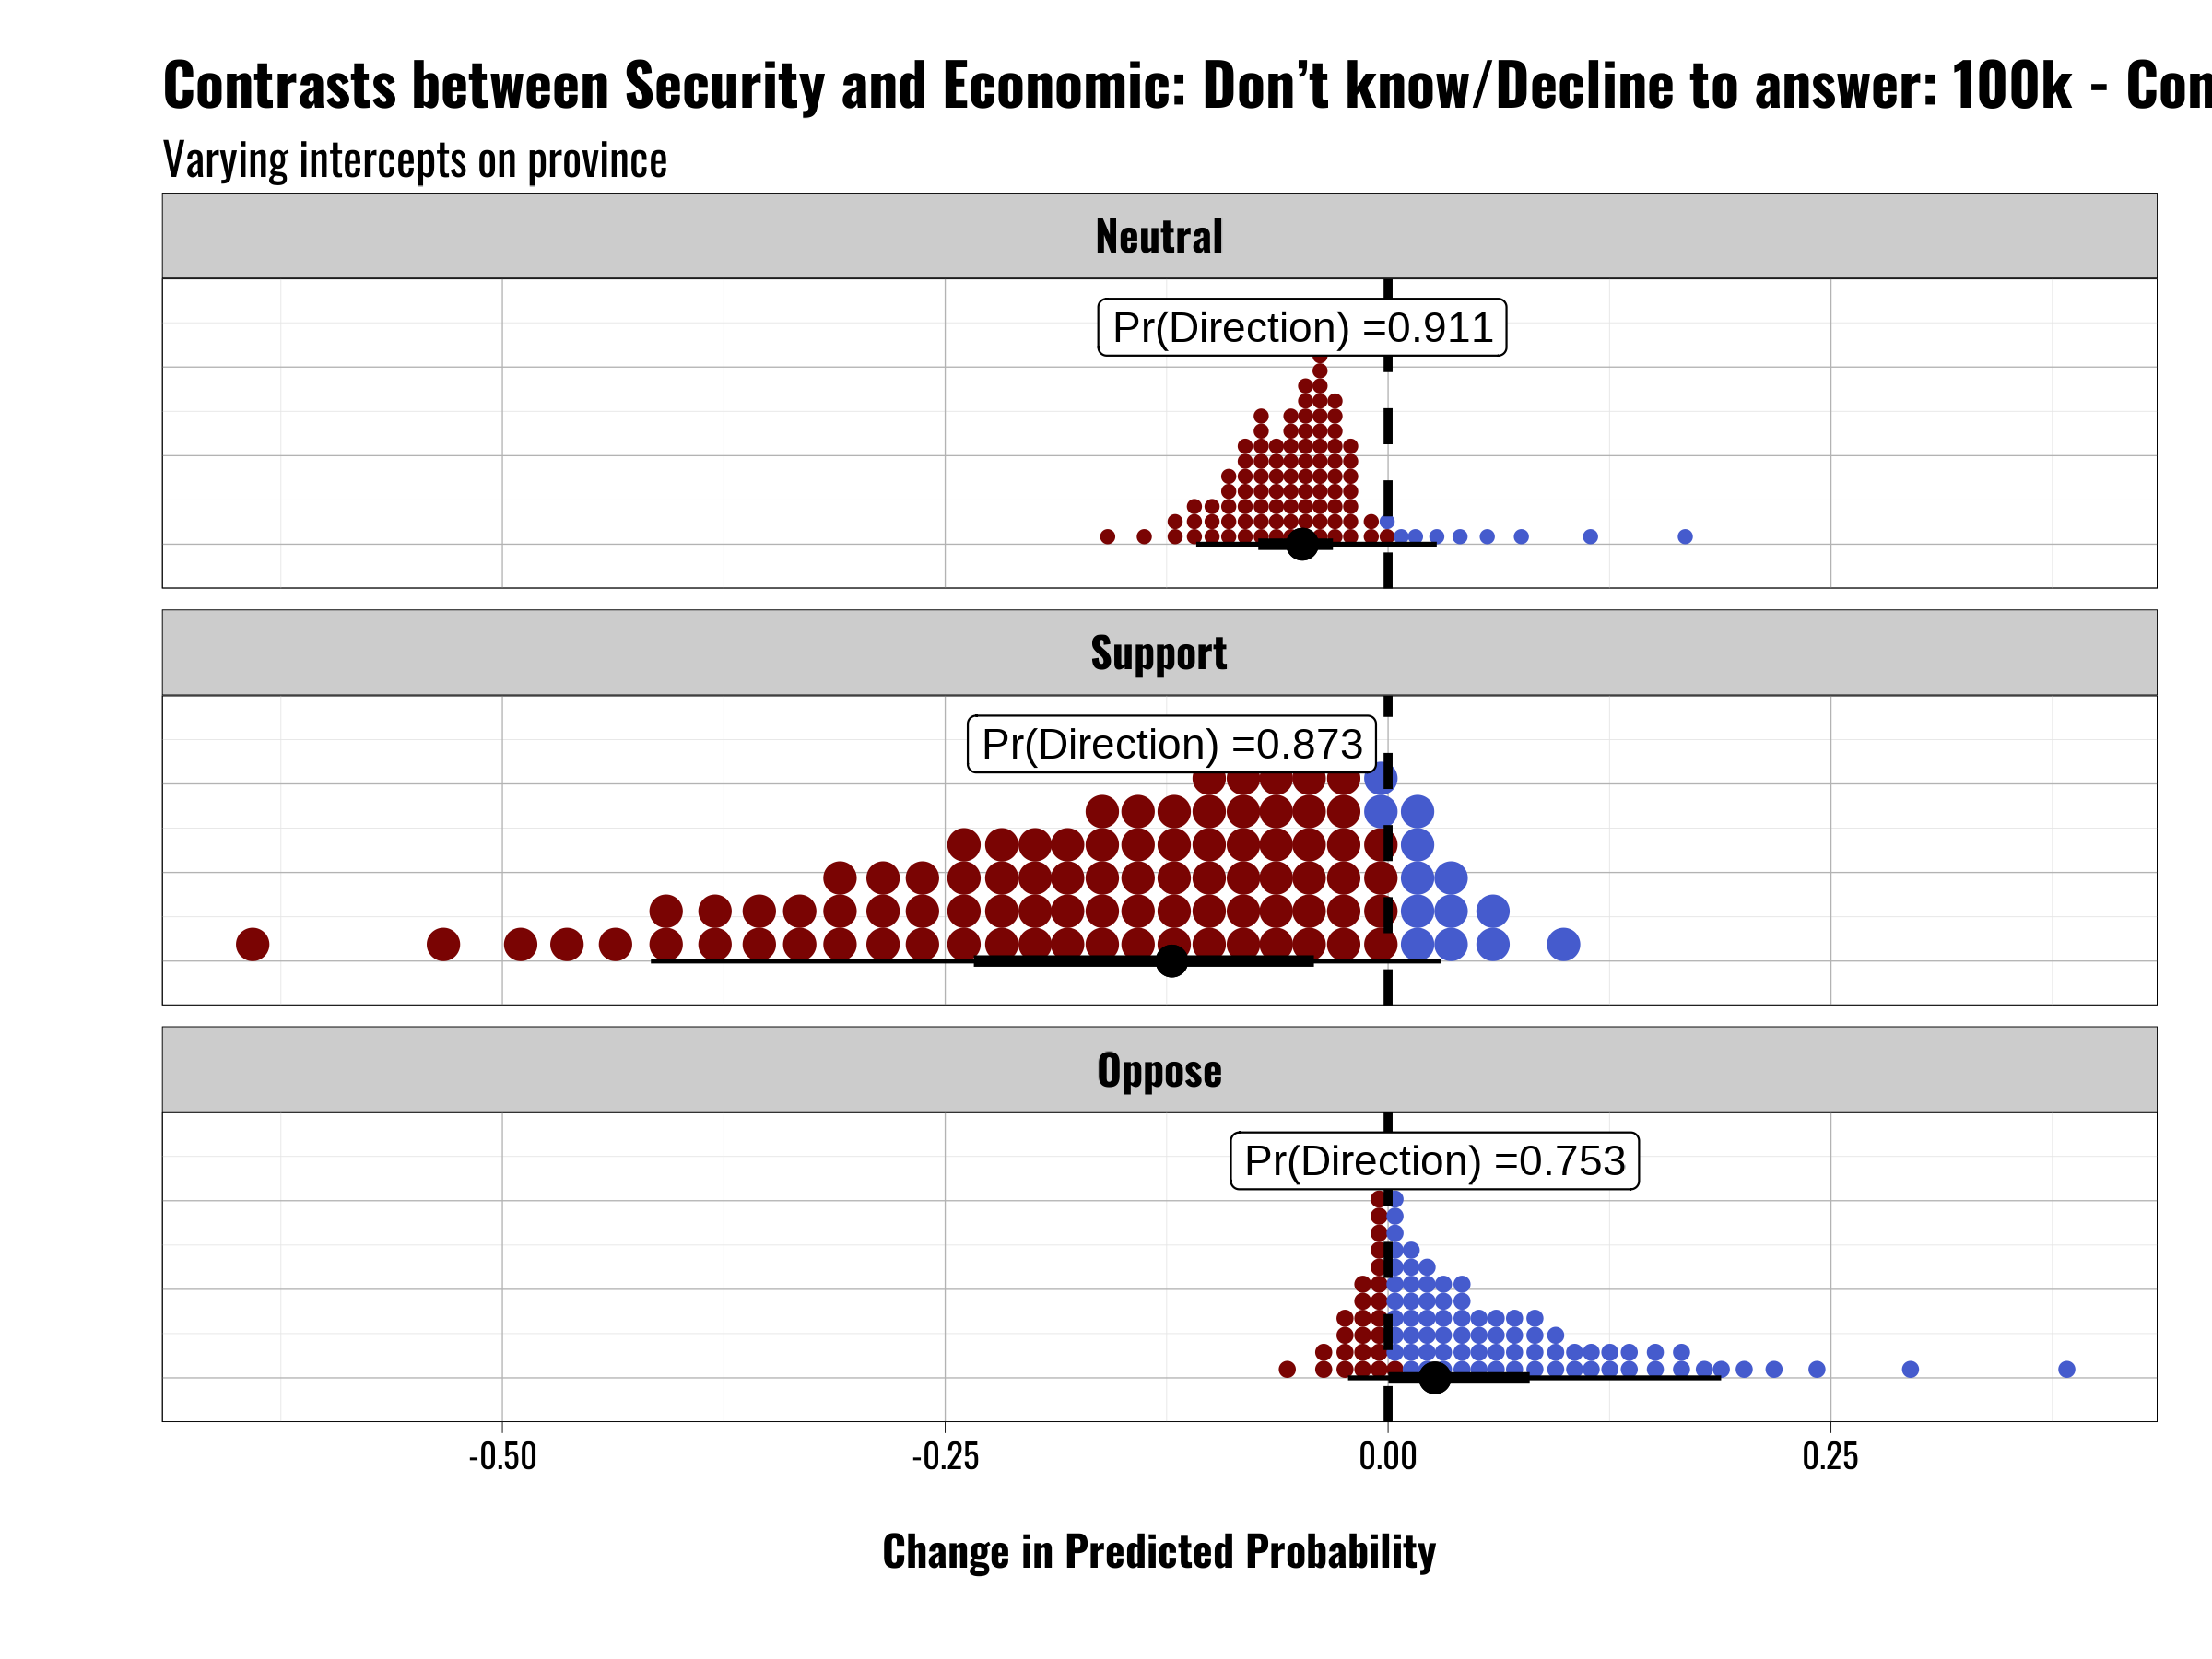 Contrasts between Security and Economic: Don’t know/Decline to answer: 100k - Con
Varying intercepts on province
Neutral
Pr(Direction) =0.911
Support
Pr(Direction) =0.873
Oppose
Pr(Direction) =0.753
-0.50 -0.25 0.00 0.25
Change in Predicted Probability